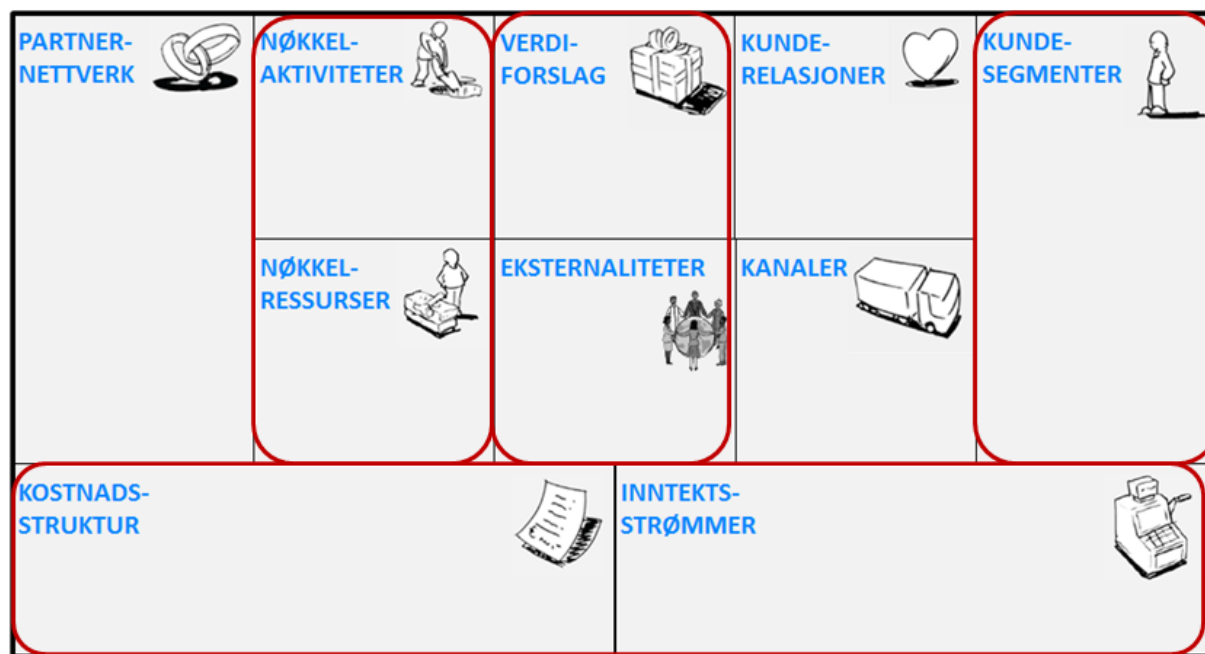 PARTNER-
NETTVERK
NØKKEL-
AKTIVITETER
VERDI-
FORSLAG
KUNDE-
RELASJONER
KUNDE-
SEGMENTER
NØKKEL-
RESSURSER
EKSTERNALITETER
KANALER
KOSTNADS-
STRUKTUR
INNTEKTS-
STRØMMER